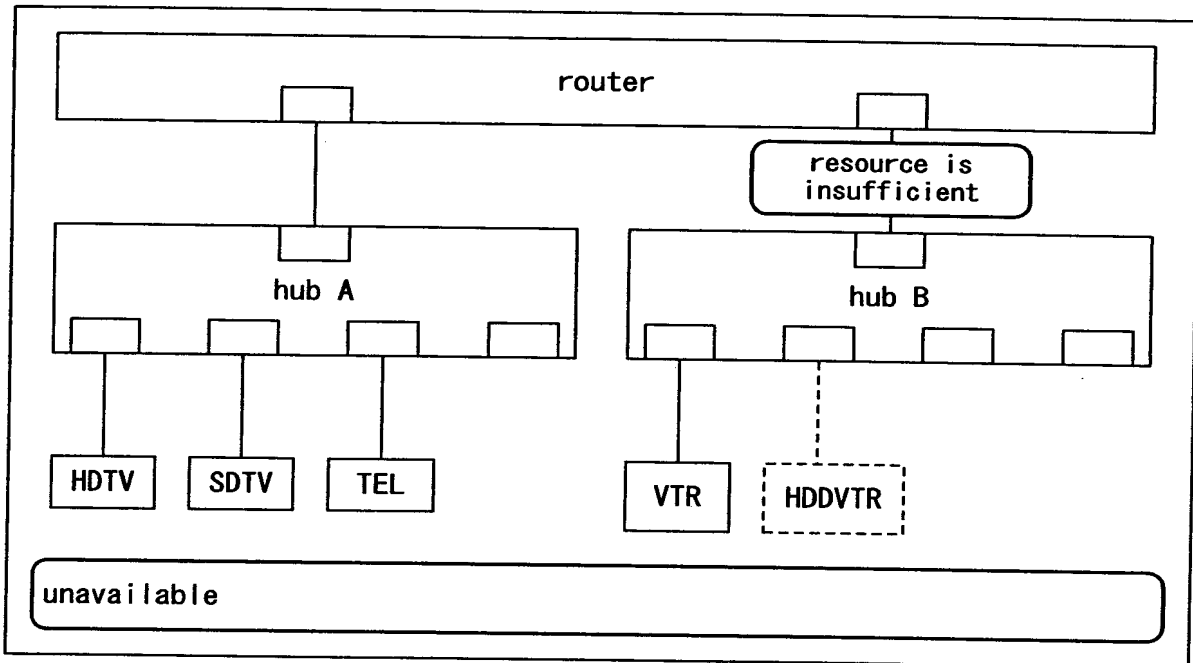 router
resource is
insufficient
hub A
hub B
HDTV
SDTV
TEL
VTR
HDDVTR
unavailable